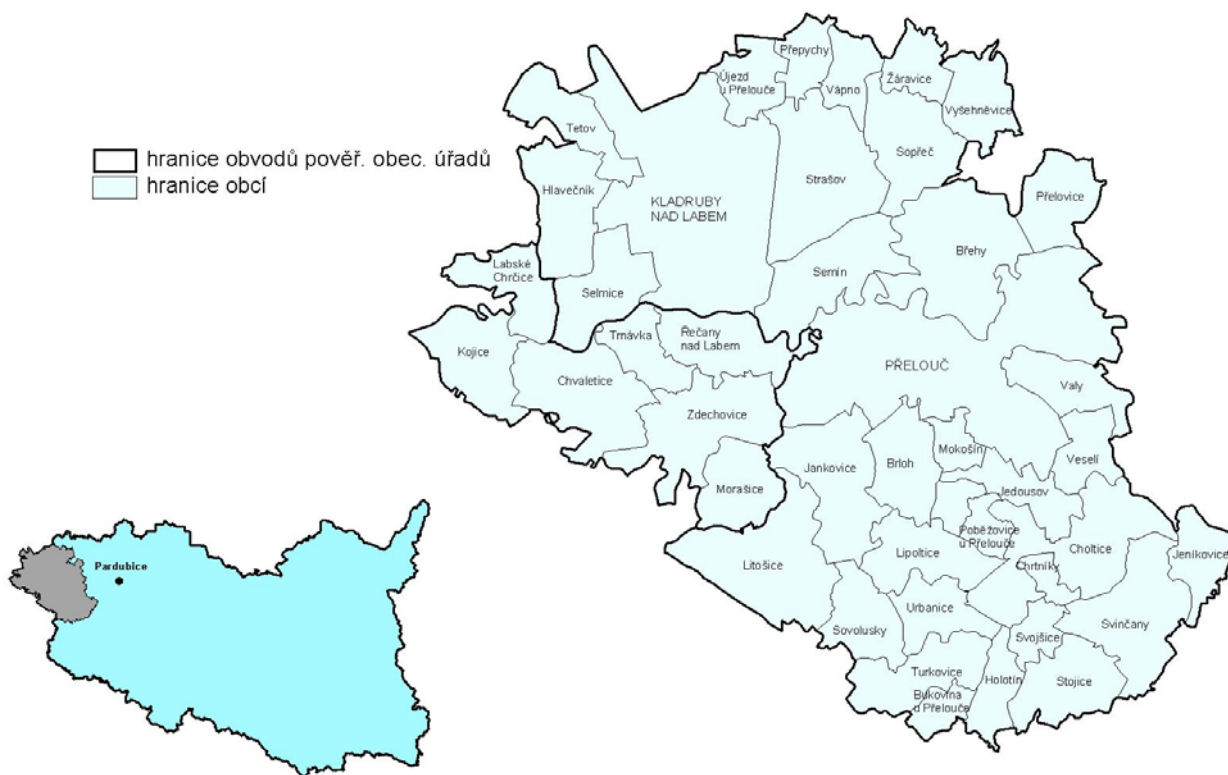 hranice obvodů pověř. obec. úřadů
hranice obcí
Přepychy
Újezd
u Přelouče
Vápno
Žáravice
Vyšehněvice
Tetov
Sopřeč
Hlavečník
Strašov
KLADRUBY
NAD LABEM
Přelovice
Břehy
Labské
Chrčice
Semín
Selmice
Trnávka
Řečany
nad Labem
Kojice
Chvaletice
PŘELOUČ
Valy
Zdechovice
Mokošín
Veselí
Jankovice
Brloh
Morašice
Jedousov
Poběžovice
u Přelouče
Lipoltice
Choltice
Jeníkovice
Litošice
Chrtníky
Urbanice
Svinčany
Sovolusky
Svojšice
Turkovice
Holotín
Stojice
Bukovina
u Přelouče
Pardubice